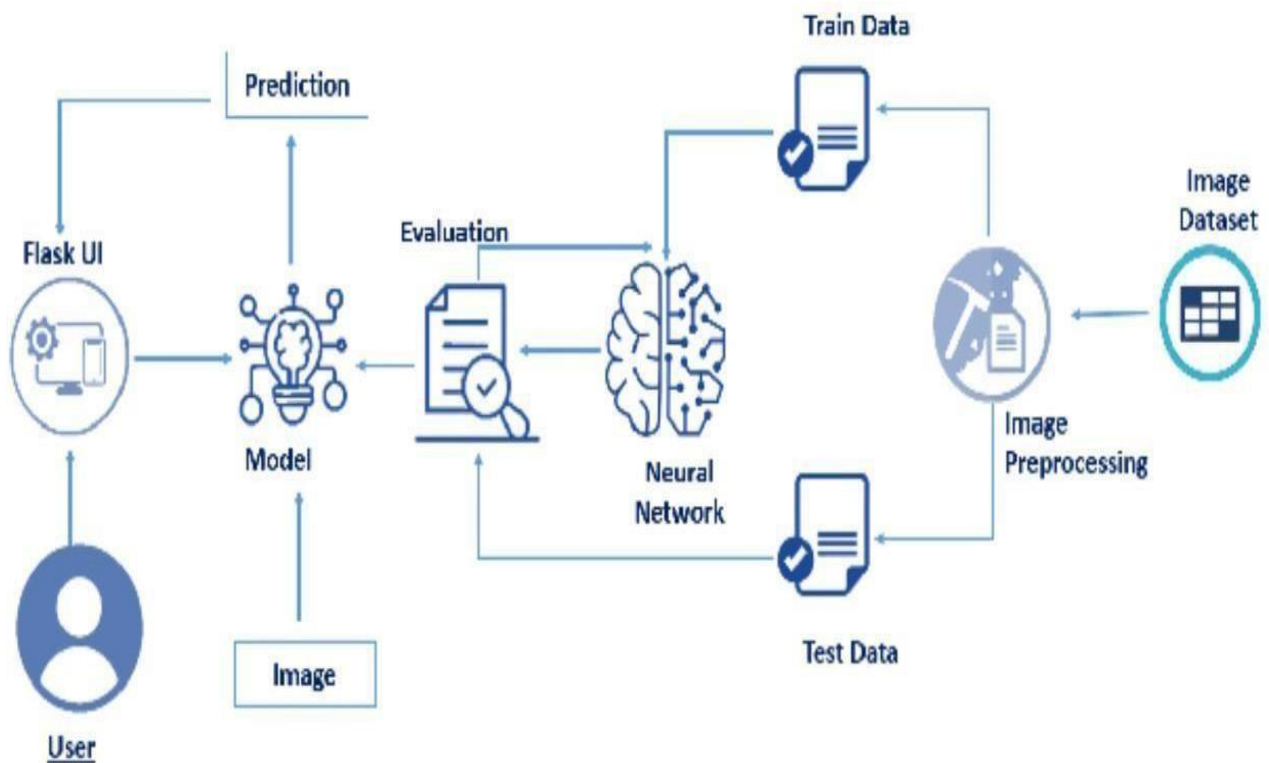 Train Data
Prediction
Image
Dataset
Evaluation
Flask UI
Image
Preprocessing
Model
Neural
Network
Test Data
Image
User